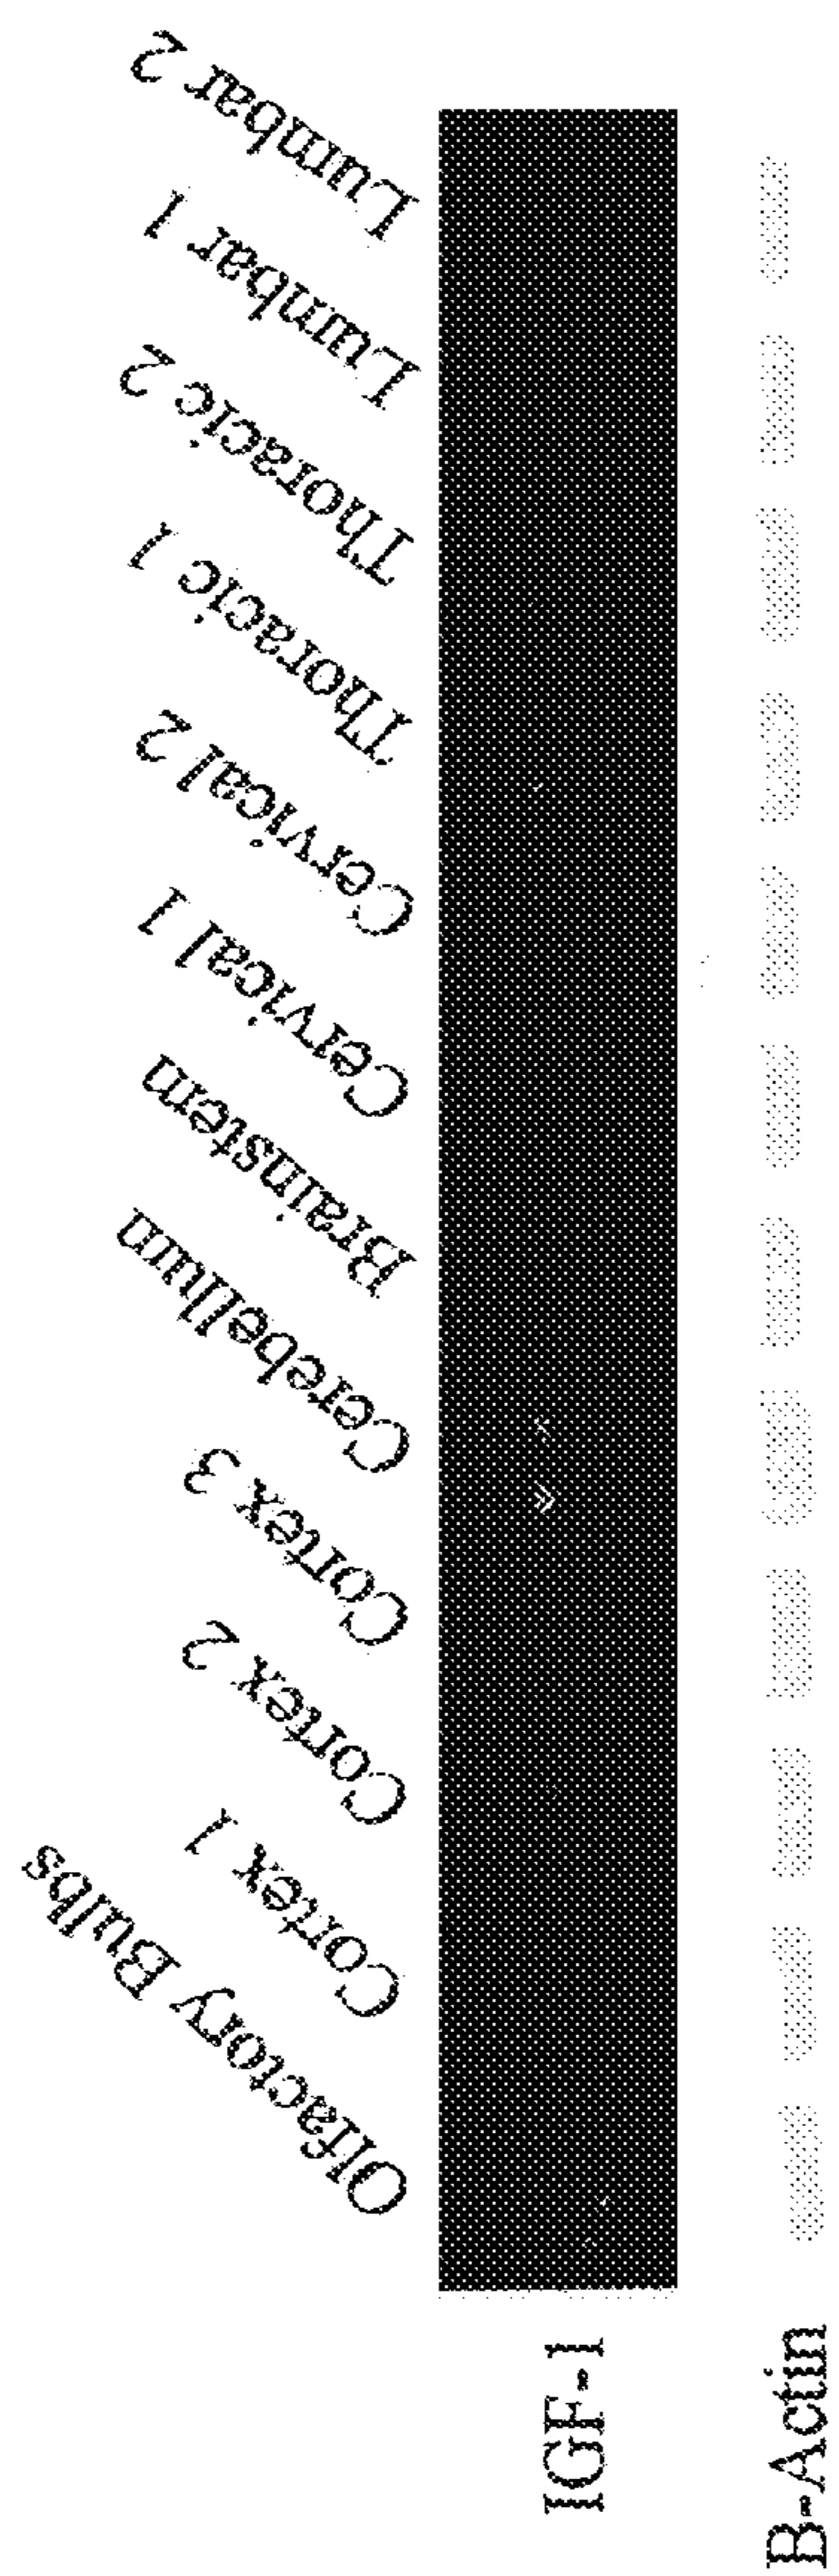 Olfactory Bulbs
Cortex 1
Cortex 2
Cortex 3
Cerebellum
Brainstem
Cervical 1
Cervical 2
Thoracic 1
Thoracic 2
Lumbar 1
Lumbar 2
IGF-1
B-Actin